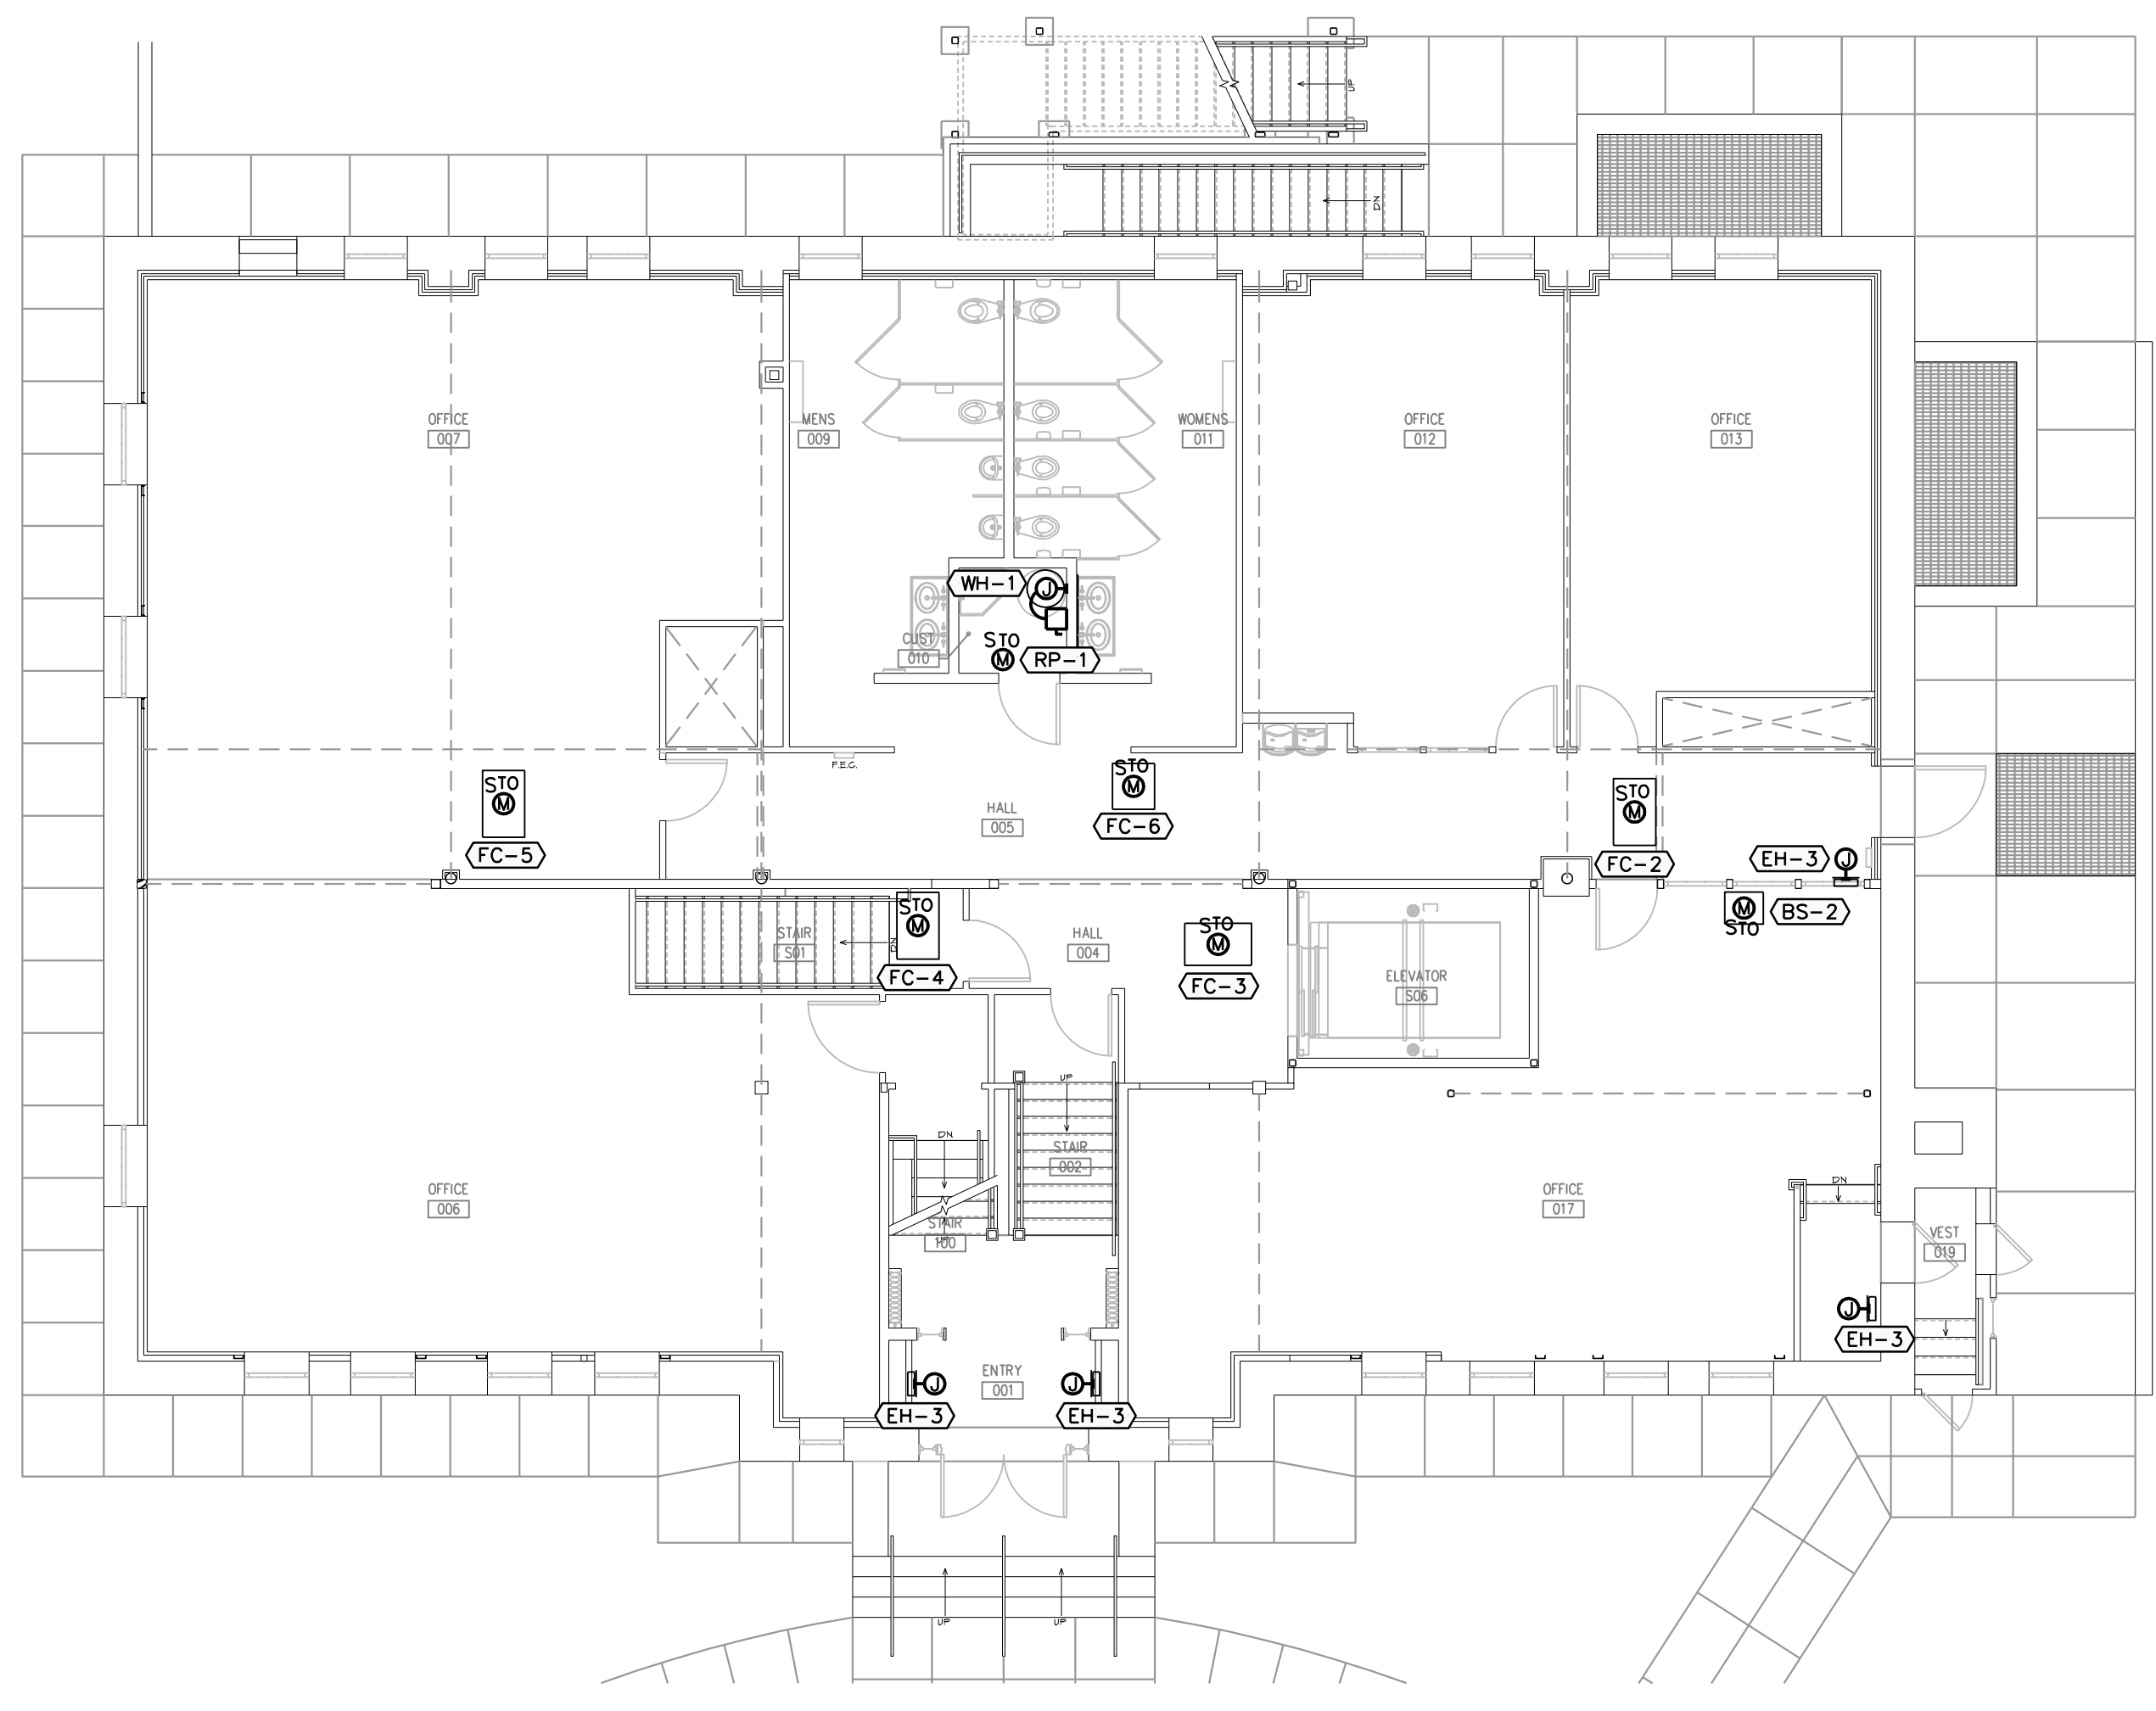 UP
DN
OFFICE
007
MENS
009
WOMENS
011
OFFICE
012
OFFICE
013
WH-1
J
CUST
010
STO
M
RP-1
F.E.C.
STO
M
FC-5
HALL
005
STO
M
FC-6
STO
M
FC-2
EH-3
J
STAIR
S01
DN
STO
M
FC-4
HALL
004
STO
M
FC-3
ELEVATOR
S06
M
STO
BS-2
UP
DN
STAIR
002
OFFICE
006
STAIR
100
UP
OFFICE
017
DN
VEST
019
J
EH-3
ENTRY
001
J
EH-3
J
EH-3
UP
UP